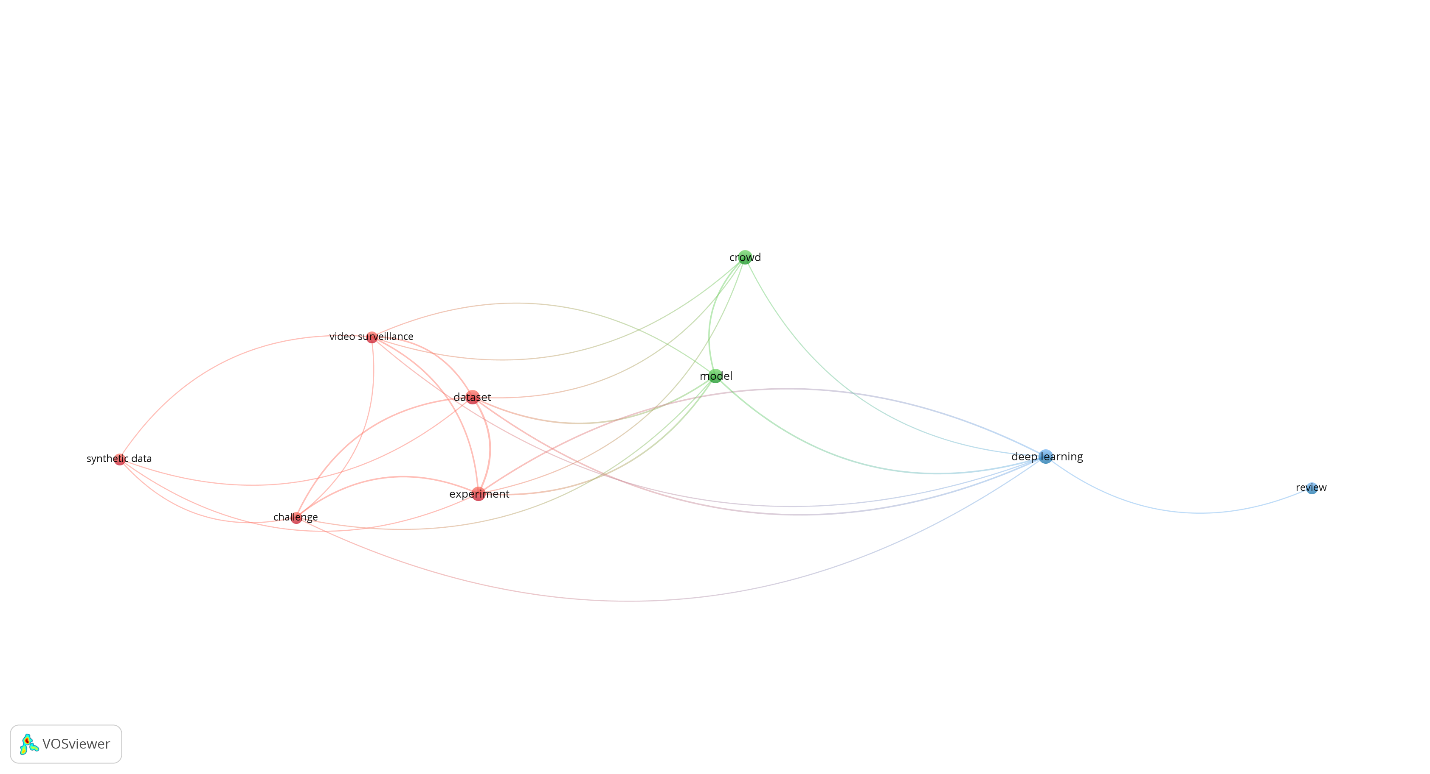 crowd
video surveillance
model
dataset
deep learning
synthetic data
review
experiment
challenge
VOSviewer